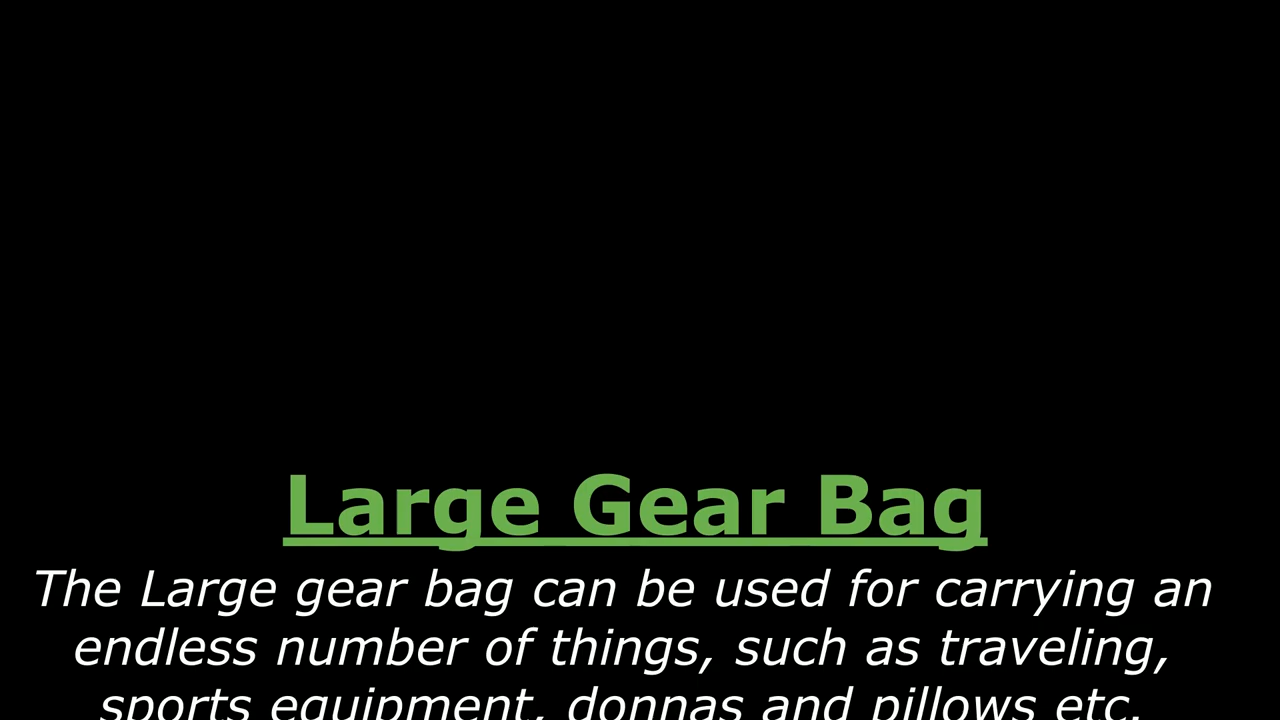 Large Gear Bag
The Large gear bag can be used for carrying an
endless number of things, such as traveling,
sports equipment, donnas and pillows etc.